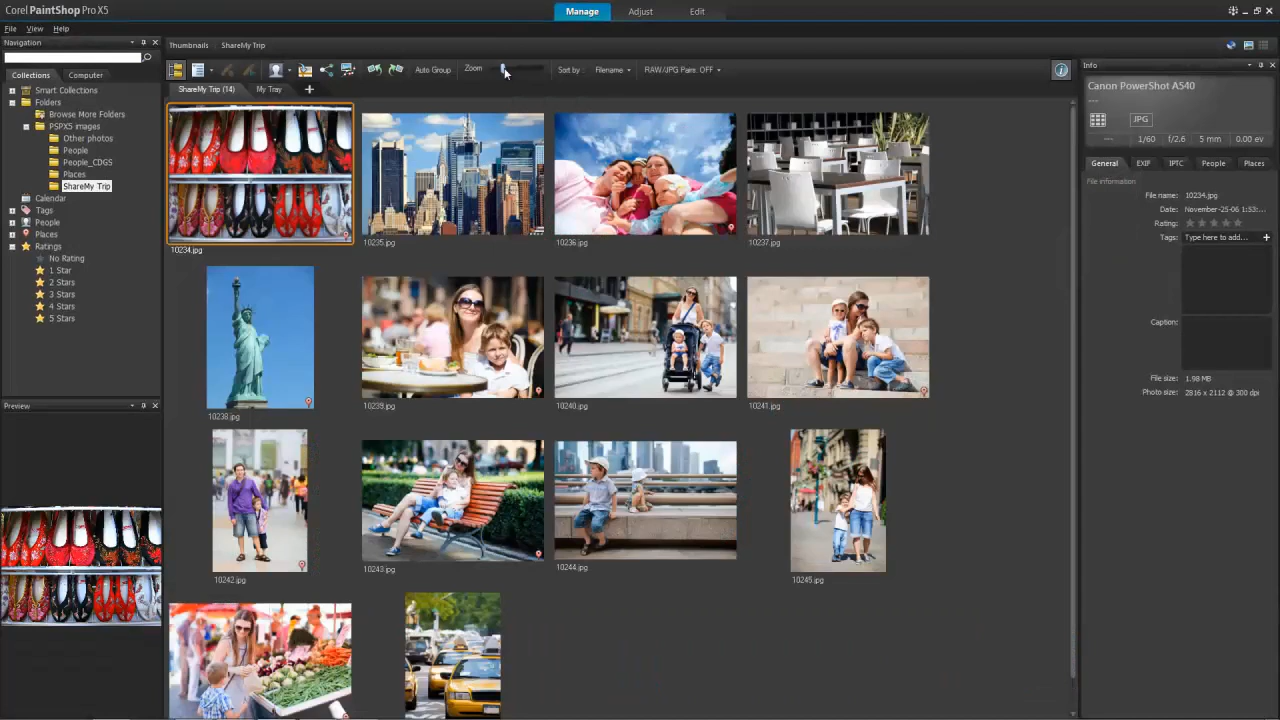 Corel PaintShop Pro X5
Manage
Adjust
Edit
File View Help
Navigation
Collections Computer
Smart Collections
Folders
Browse More Folders
PSPX5 images
Other photos
People
People_CDGS
Places
ShareMy Trip
Calendar
Tags
People
Places
Ratings
No Rating
1 Star
2 Stars
3 Stars
4 Stars
5 Stars
Preview
Thumbnails ShareMy Trip
Auto Group Zoom Sort by : Filename RAW/JPG Pairs: OFF
ShareMy Trip (14) My Tray
10234.jpg
10235.jpg
10236.jpg
10237.jpg
10238.jpg
10239.jpg
10240.jpg
10241.jpg
10242.jpg
10243.jpg
10244.jpg
10245.jpg
Info
Canon PowerShot A540
---
JPG
--- 1/60 f/2.6 5 mm 0.00 ev
General EXIF IPTC People Places
File information
File name: 10234.jpg
Date: November-25-06 1:53:...
Rating:
Tags: Type here to add...
Caption:
File size: 1.98 MB
Photo size: 2816 x 2112 @ 300 dpi